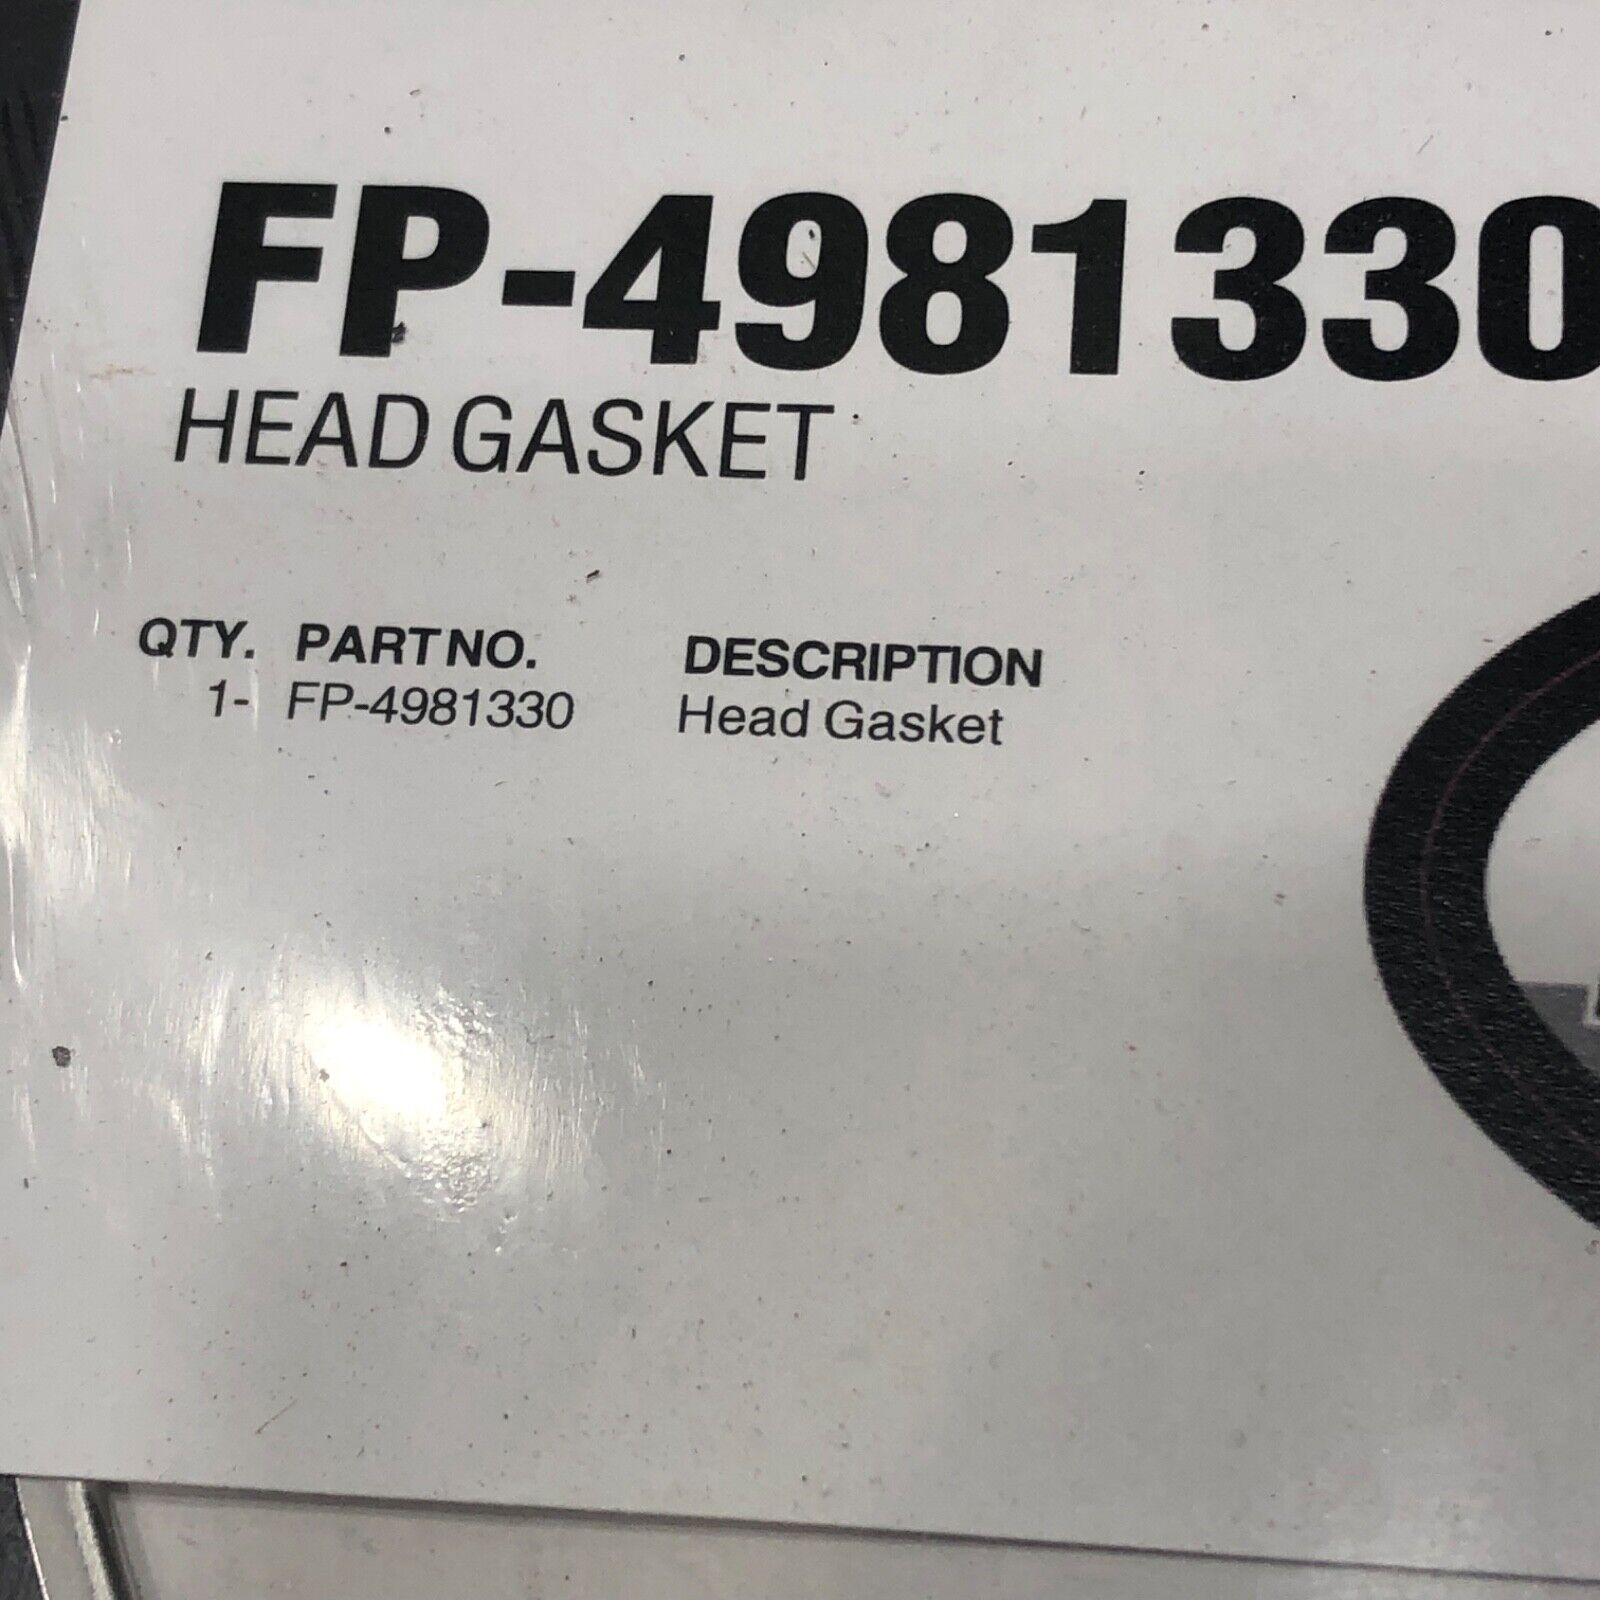 FP-4981330
HEAD GASKET
QTY. PART NO. DESCRIPTION
1- FP-4981330 Head Gasket